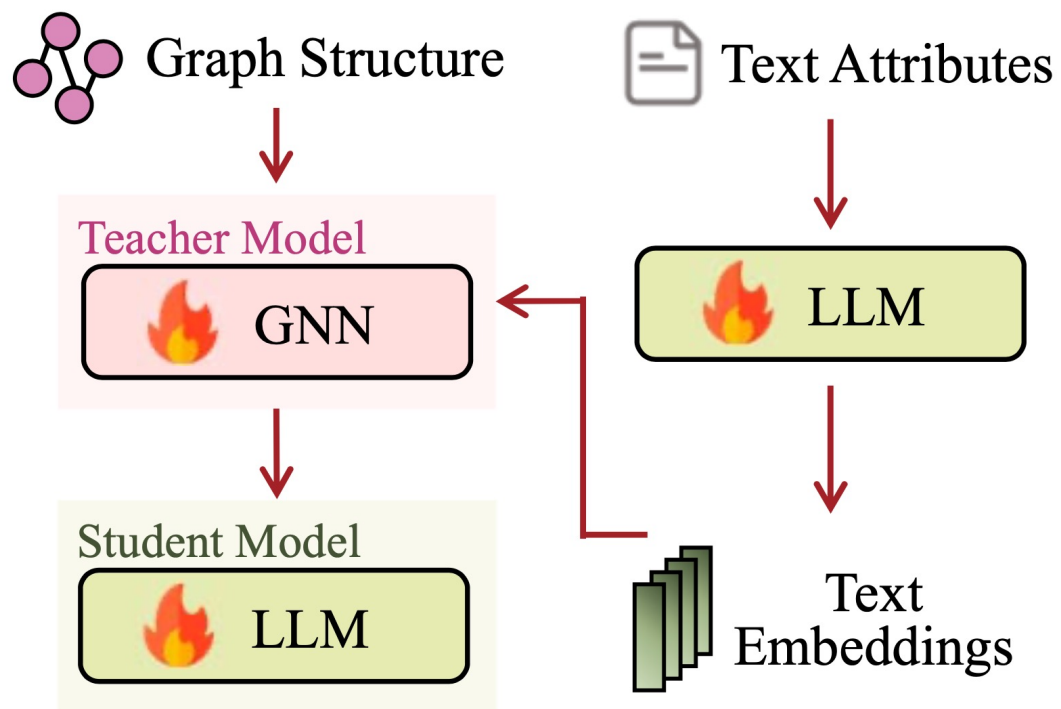 Graph Structure
Text Attributes
Teacher Model
GNN
LLM
Student Model
LLM
Text
Embeddings